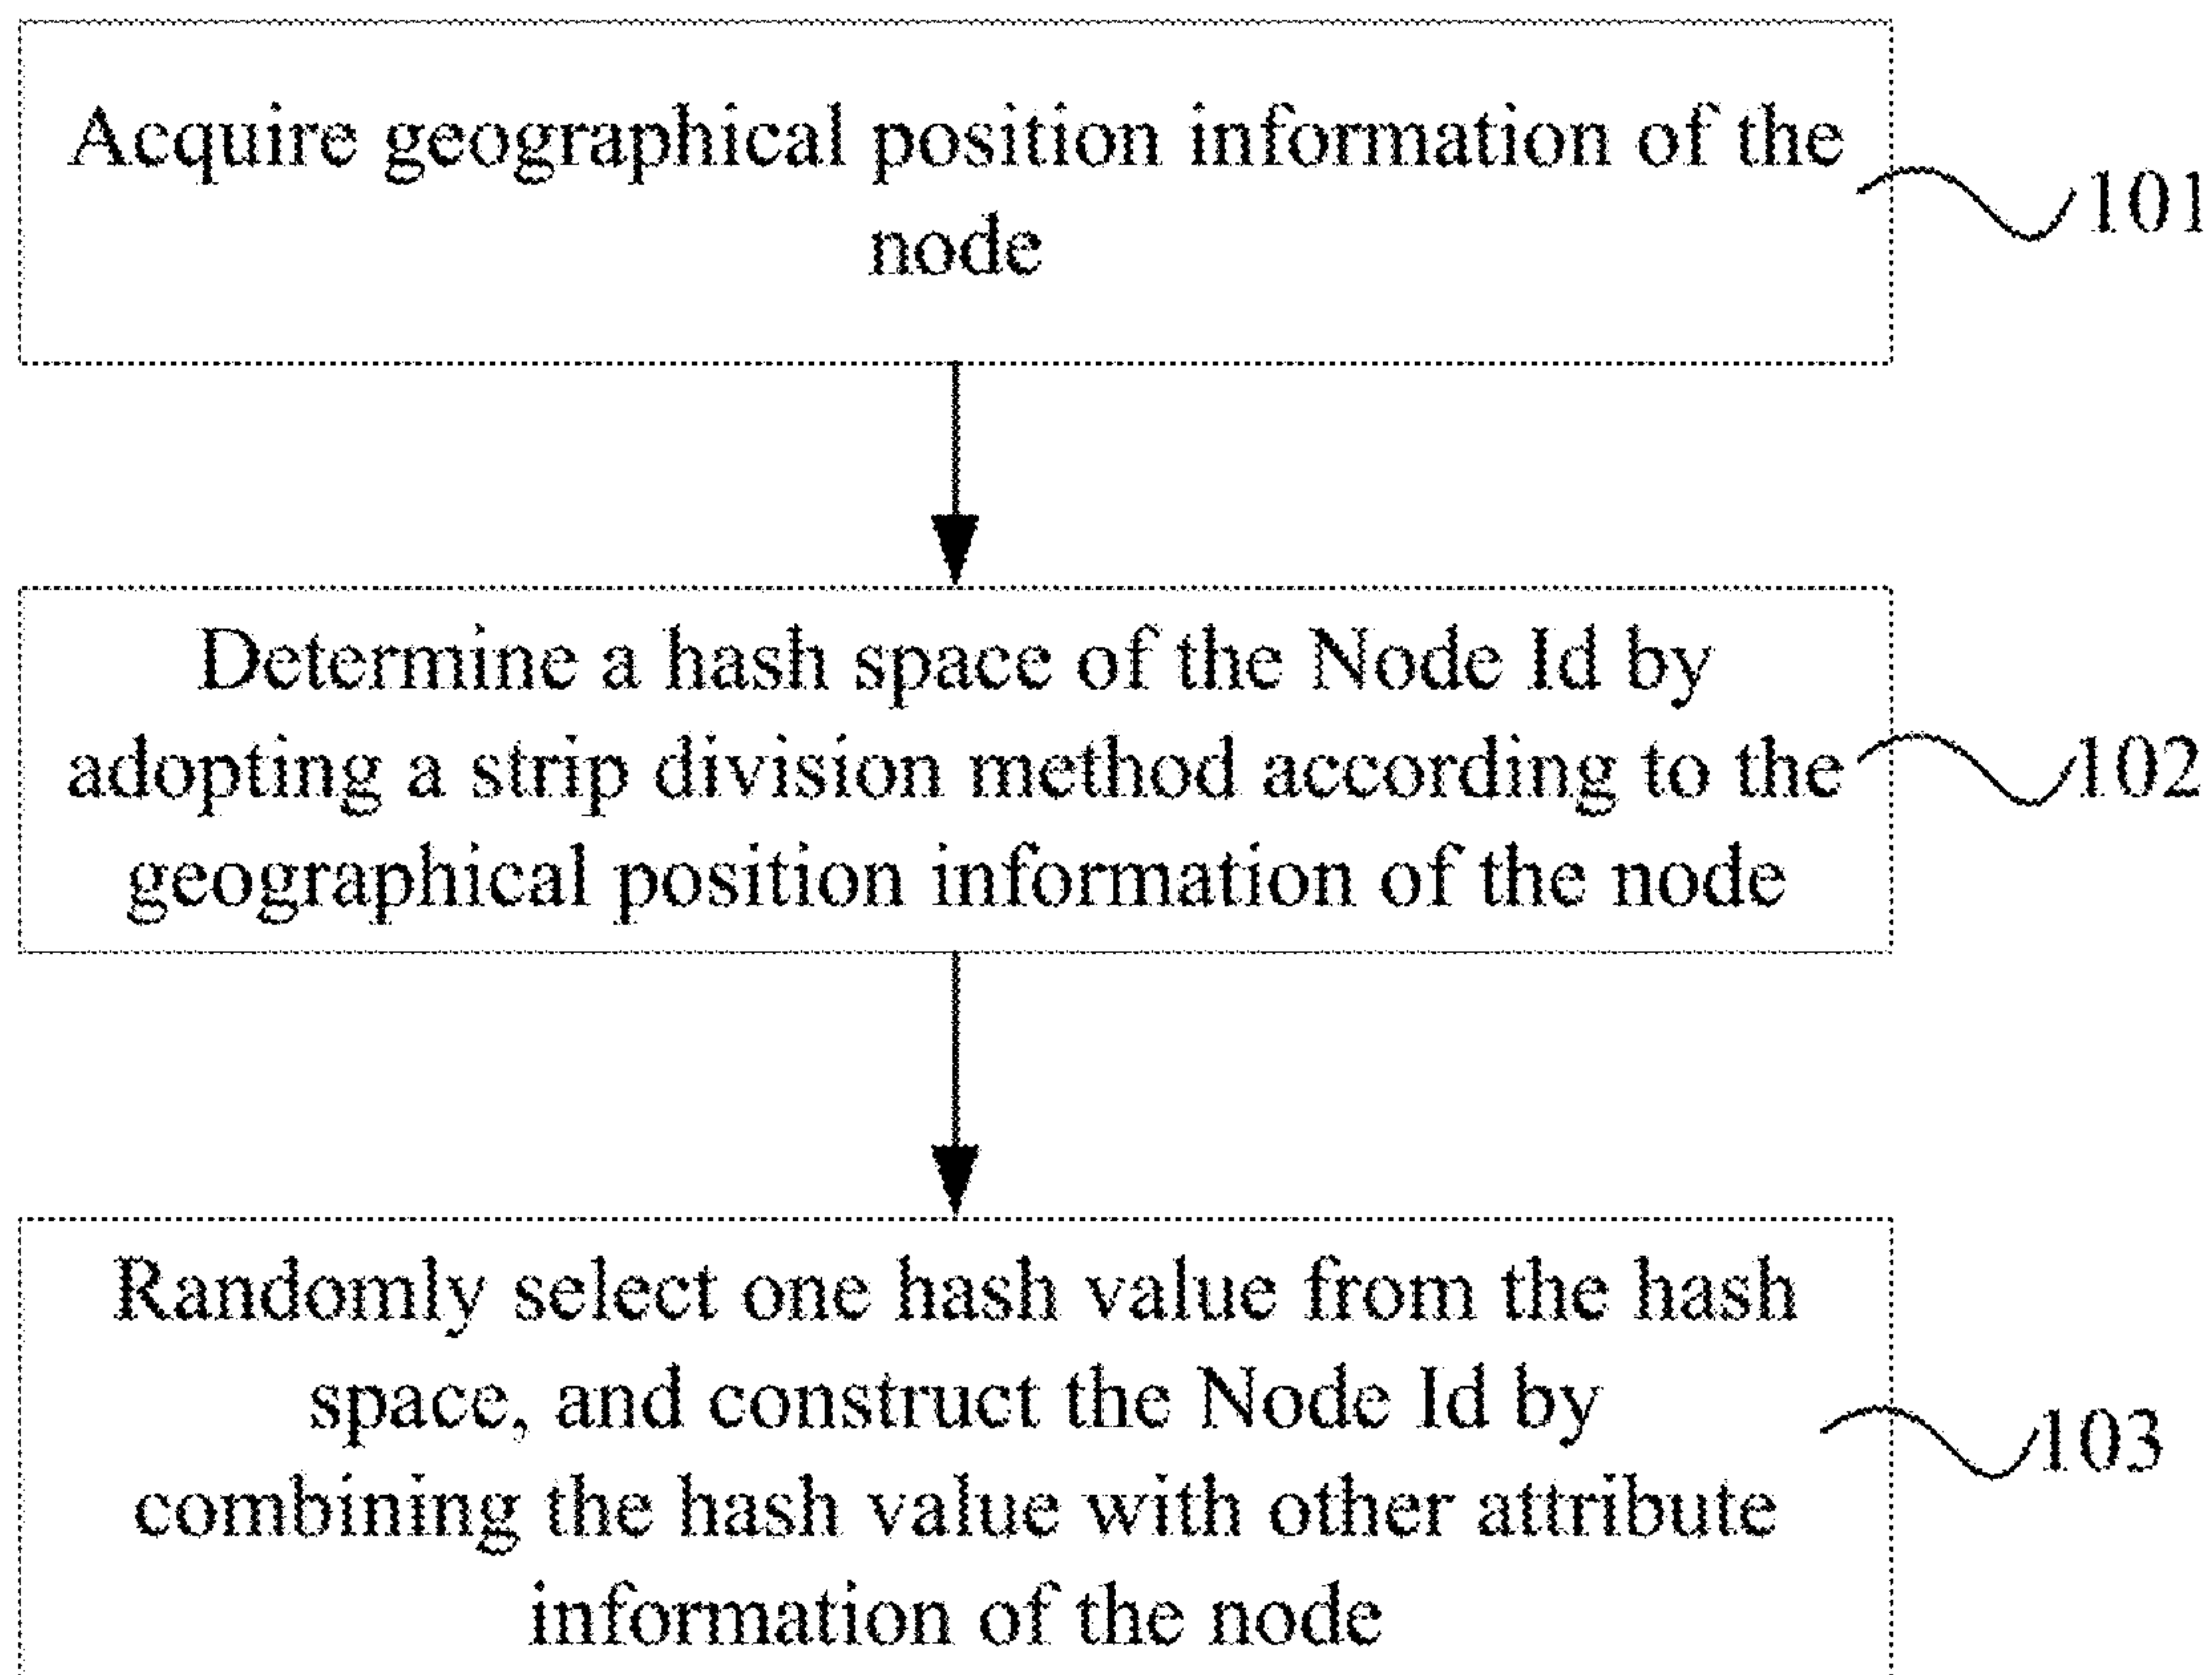 Acquire geographical position information of the
node
101
Determine a hash space of the Node Id by
adopting a strip division method according to the
geographical position information of the node
102
Randomly select one hash value from the hash
space, and construct the Node Id by
combining the hash value with other attribute
information of the node
103